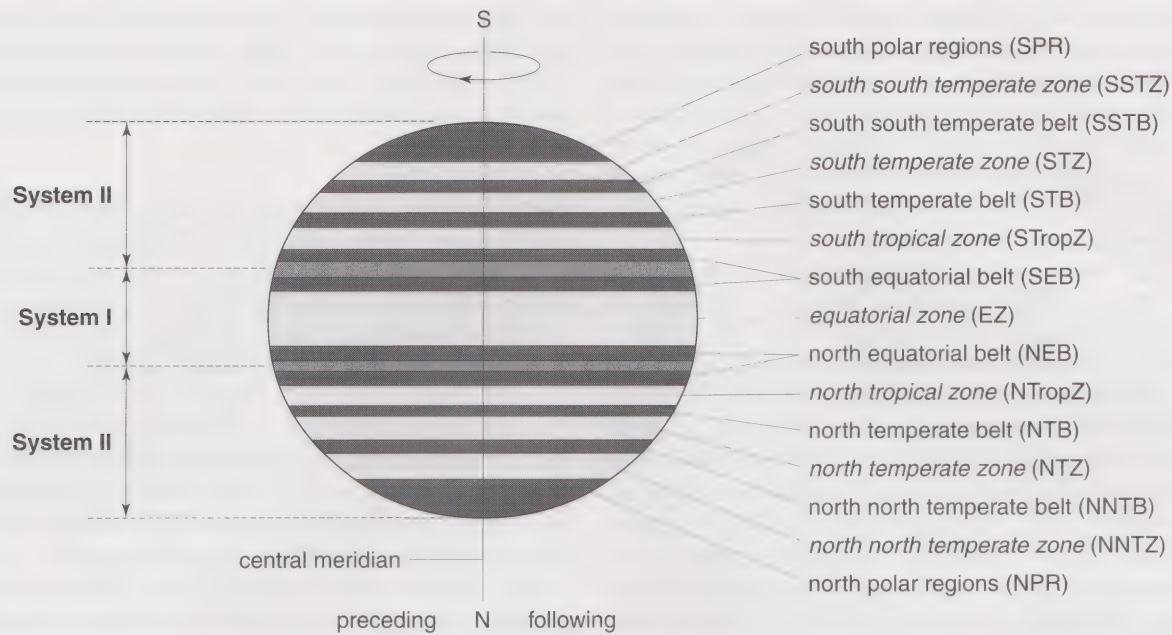 S
south polar regions (SPR)
south south temperate zone (SSTZ)
south south temperate belt (SSTB)
south temperate zone (STZ)
System II
south temperate belt (STB)
south tropical zone (STropZ)
south equatorial belt (SEB)
System I
equatorial zone (EZ)
north equatorial belt (NEB)
north tropical zone (NTropZ)
System II
north temperate belt (NTB)
north temperate zone (NTZ)
north north temperate belt (NNTB)
north north temperate zone (NNTZ)
central meridian
north polar regions (NPR)
preceding N following